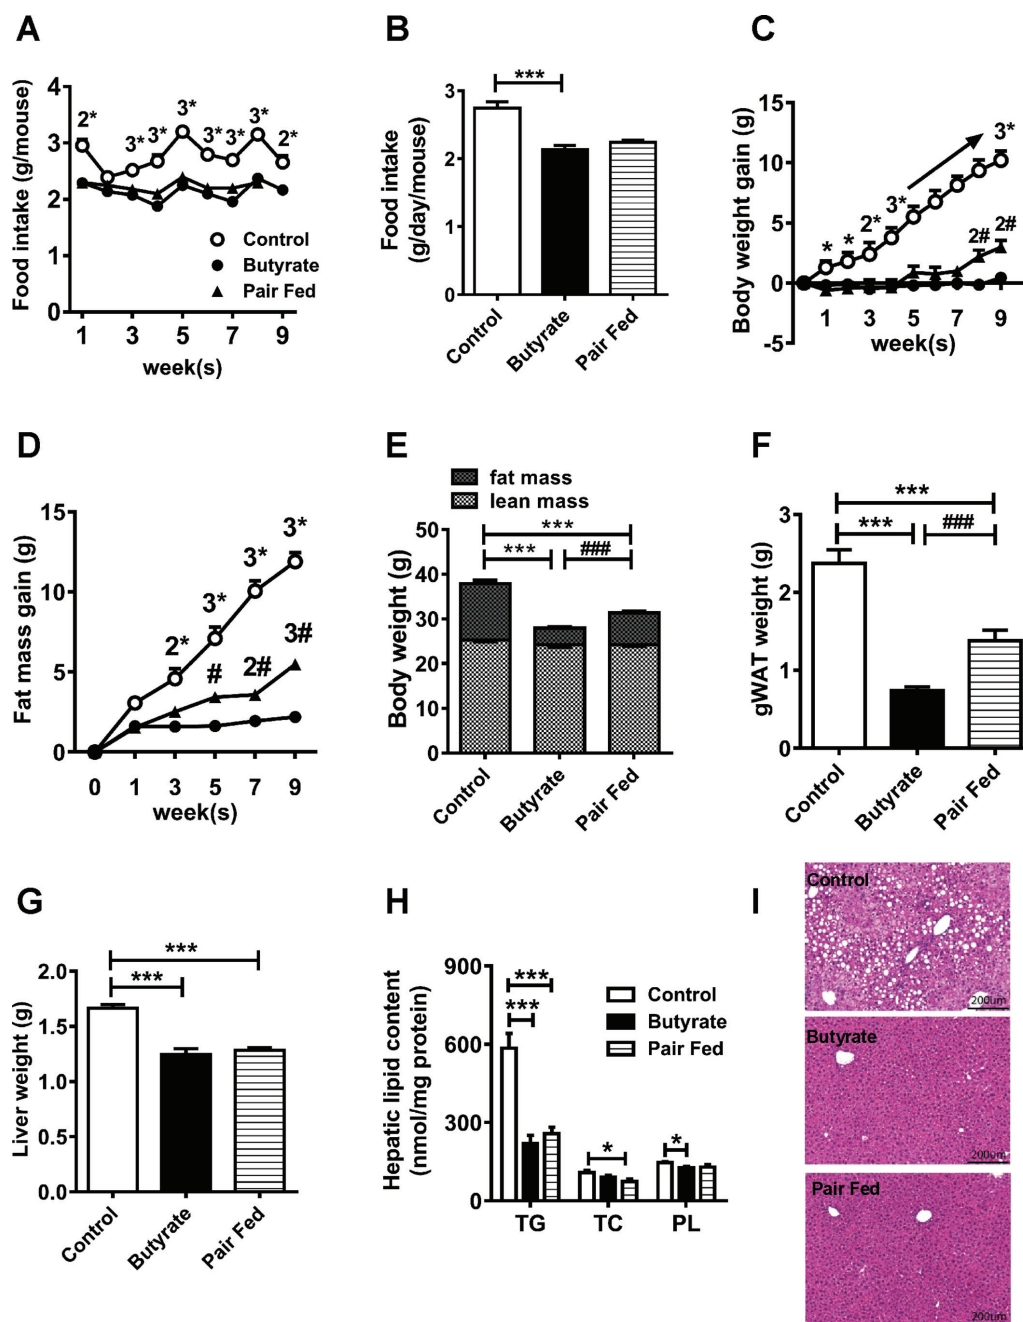 A
Food intake (g/mouse)
4
3
2
1
0
2*
3*
3*
3*
3*
3*
3*
2*
Control
Butyrate
Pair Fed
1
3
5
7
9
week(s)
B
Food intake
(g/day/mouse)
3
2
1
0
***
Control
Butyrate
Pair Fed
C
Body weight gain (g)
15
10
5
0
-5
*
*
2*
3*
3*
2#
2#
1
3
5
7
9
week(s)
D
Fat mass gain (g)
15
10
5
0
2*
3*
3*
3*
#
2#
3#
0
1
3
5
7
9
week(s)
E
fat mass
lean mass
Body weight (g)
50
40
30
20
10
0
***
***
###
Control
Butyrate
Pair Fed
F
gWAT weight (g)
3
2
1
0
***
***
###
Control
Butyrate
Pair Fed
G
Liver weight (g)
2.0
1.5
1.0
0.5
0.0
***
***
Control
Butyrate
Pair Fed
H
Hepatic lipid content
(nmol/mg protein)
900
600
300
0
***
***
*
*
Control
Butyrate
Pair Fed
TG
TC
PL
I
Control
200um
Butyrate
200um
Pair Fed
200um